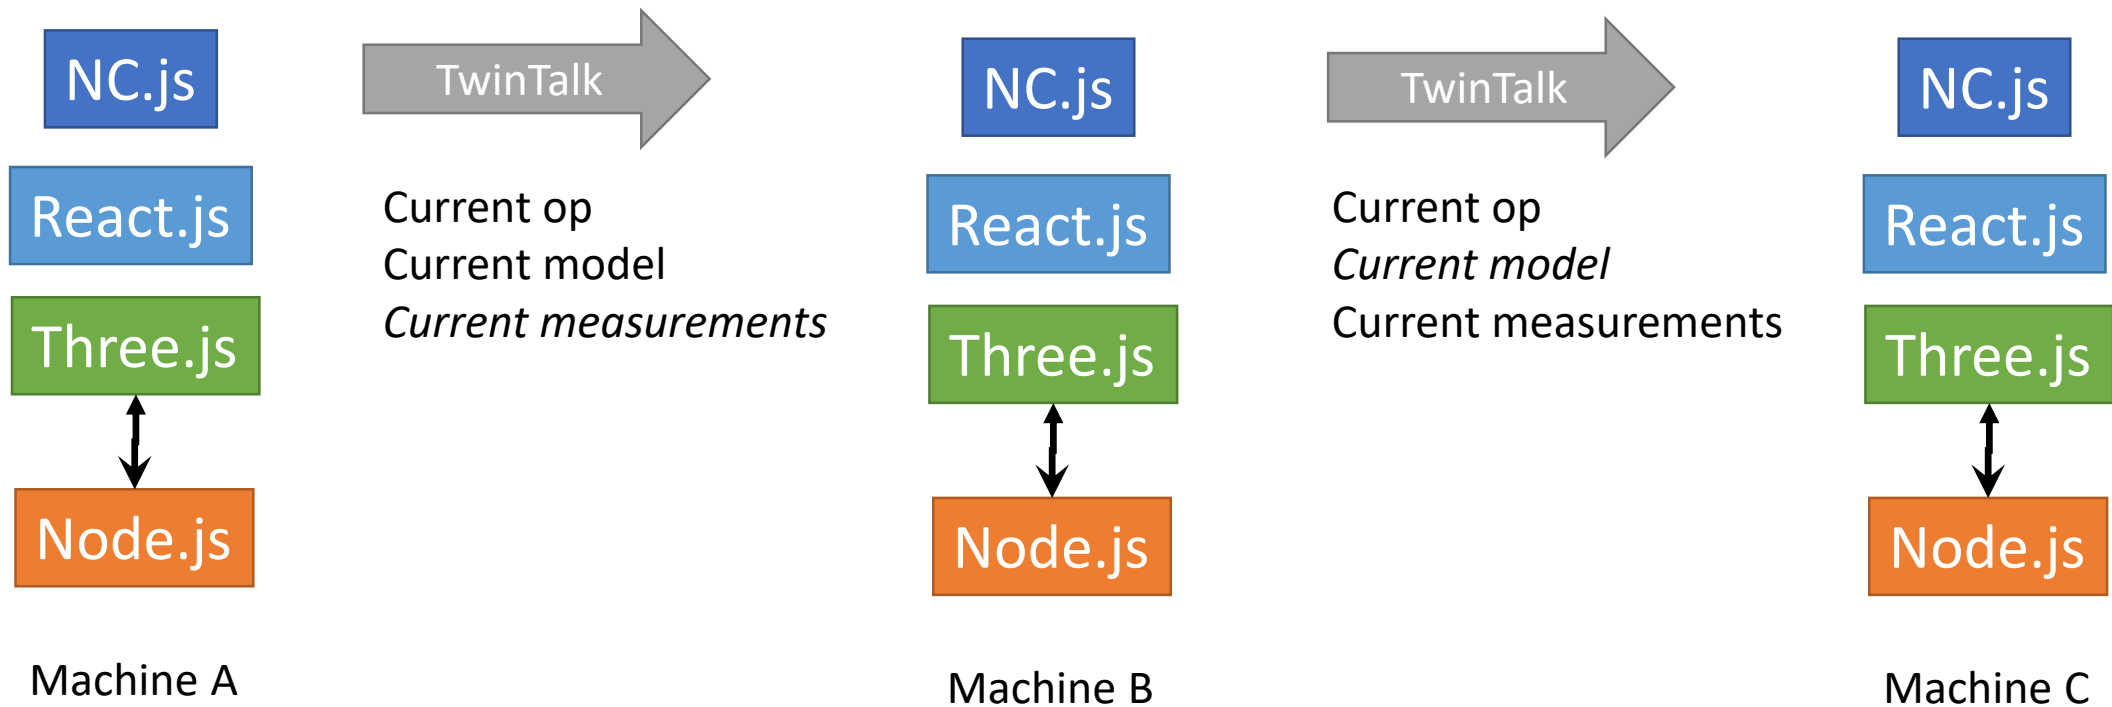 NC.js
React.js
Three.js
Node.js
Machine A
TwinTalk
Current op
Current model
Current measurements
NC.js
React.js
Three.js
Node.js
Machine B
TwinTalk
Current op
Current model
Current measurements
NC.js
React.js
Three.js
Node.js
Machine C